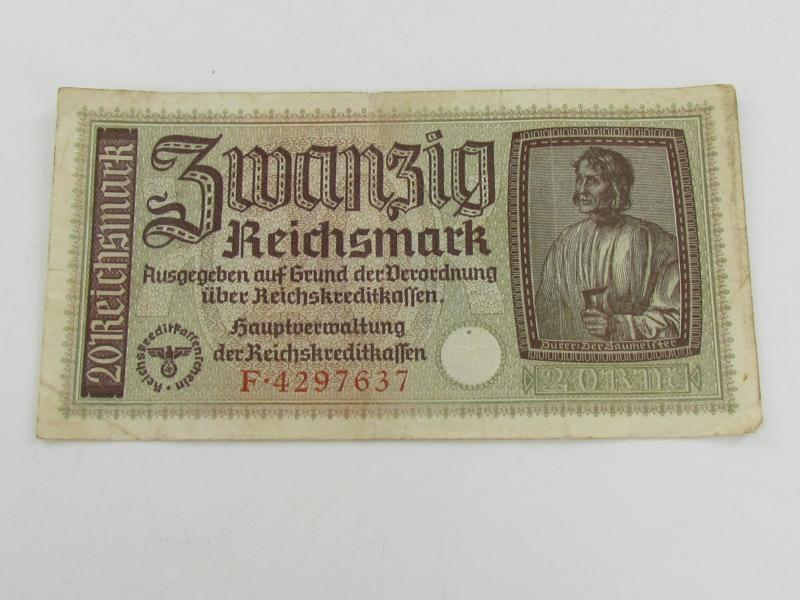 20 Reichsmark
Zwanzig
Reichsmark
Ausgegeben auf Grund der Verordnung
über Reichskreditkassen.
Hauptverwaltung
der Reichskreditkassen
Reichskreditkassenschein
F·4297637
Dürer: Der Baumeister
20 RM